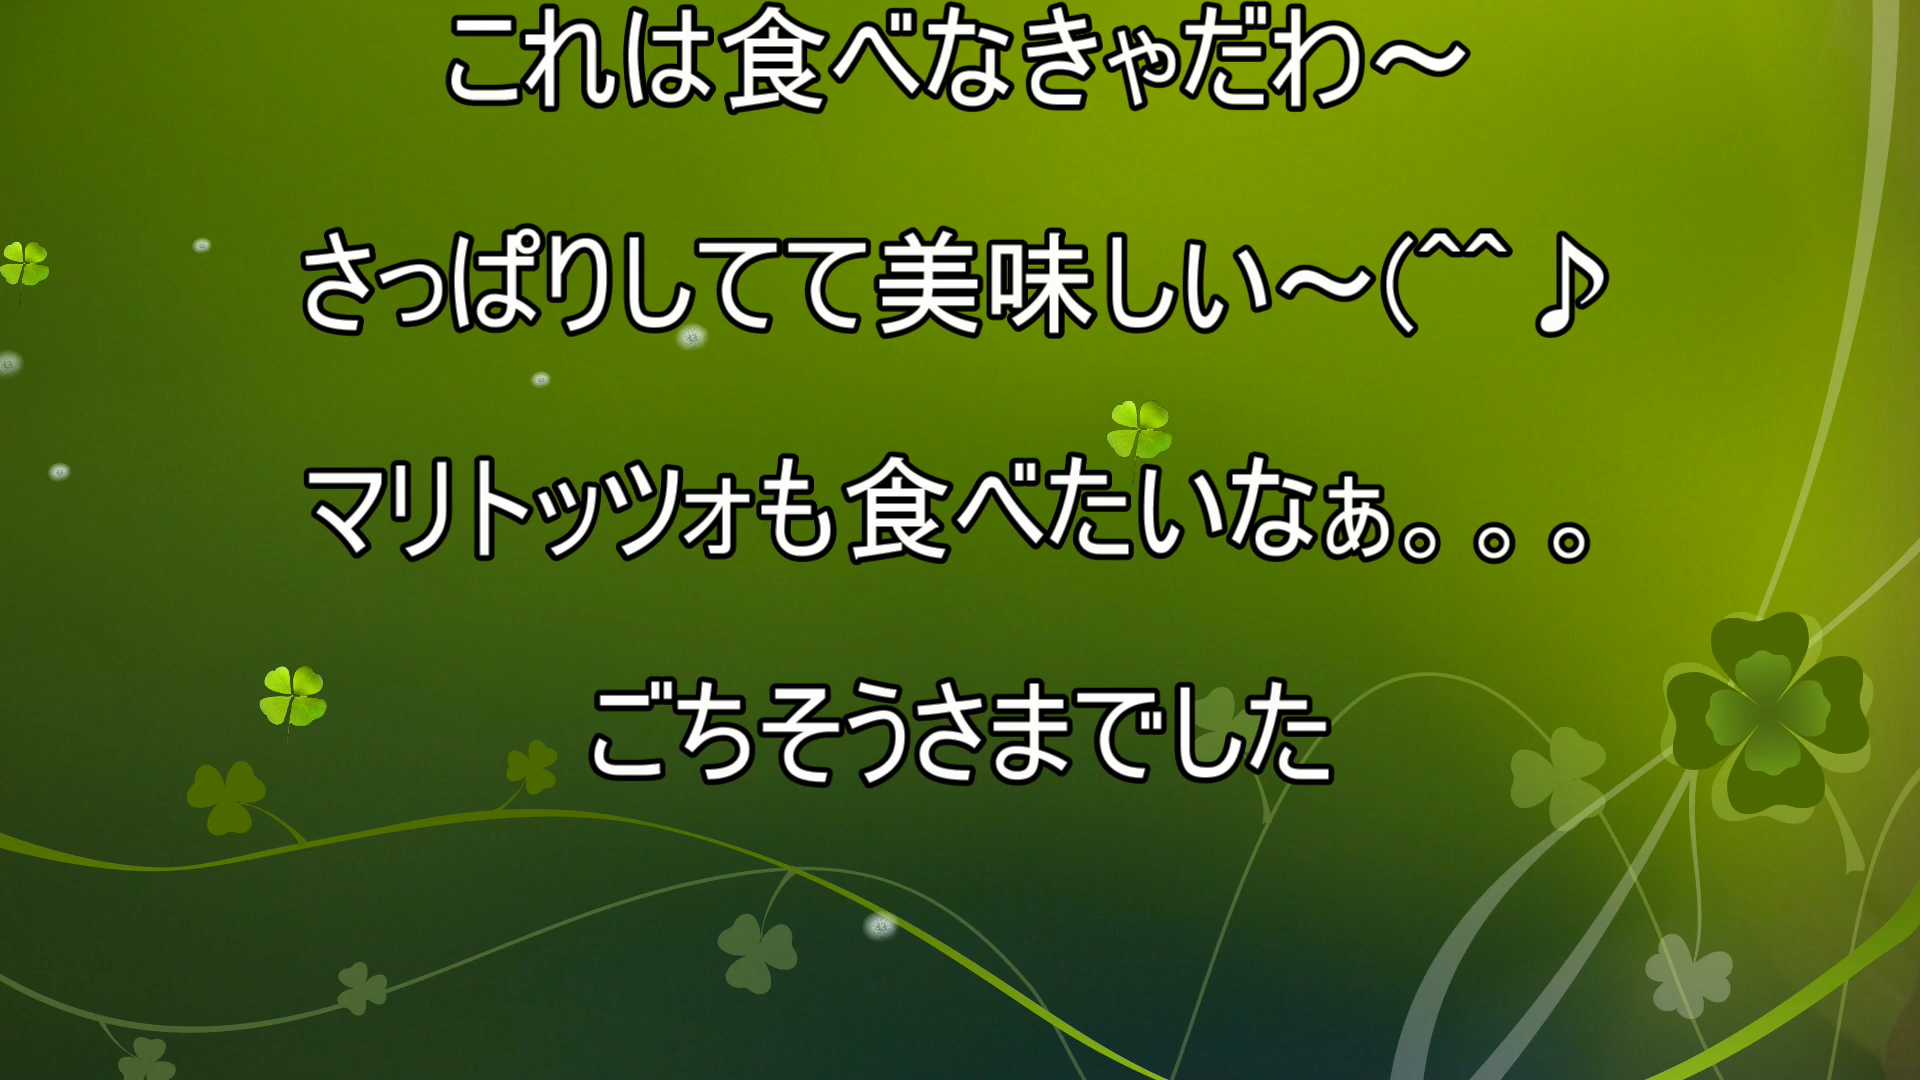 これは食べなきゃだわ～
さっぱりしてて美味しい～(^^♪
マリトッツォも食べたいなぁ。。。
ごちそうさまでした